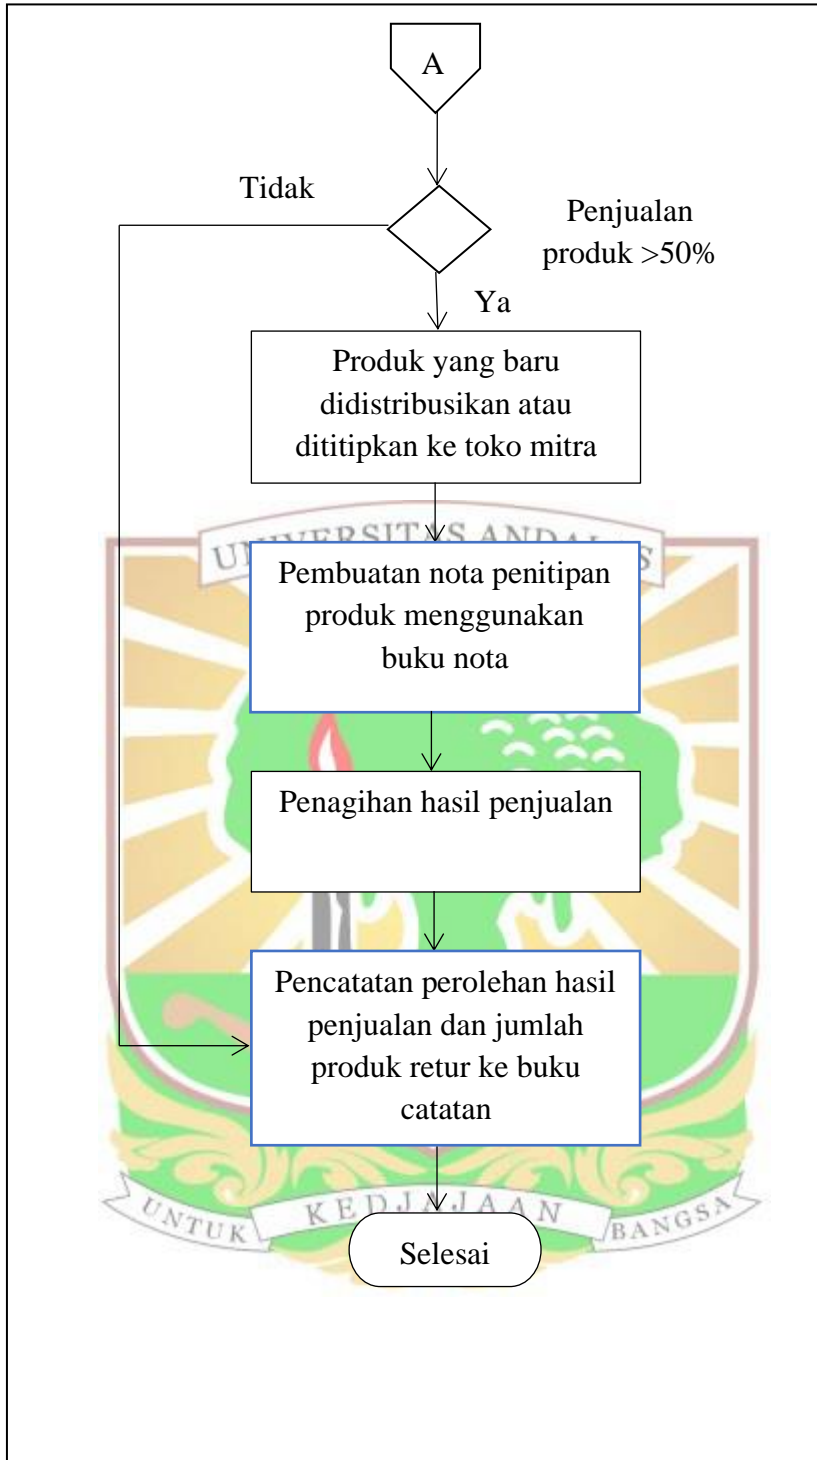 A
Tidak
Penjualan
produk >50%
Ya
Produk yang baru
didistribusikan atau
dititipkan ke toko mitra
UNIVERSITAS ANDALAS
Pembuatan nota penitipan
produk menggunakan
buku nota
Penagihan hasil penjualan
Pencatatan perolehan hasil
penjualan dan jumlah
produk retur ke buku
catatan
UNTUK KEDJAJAAN BANGSA
Selesai